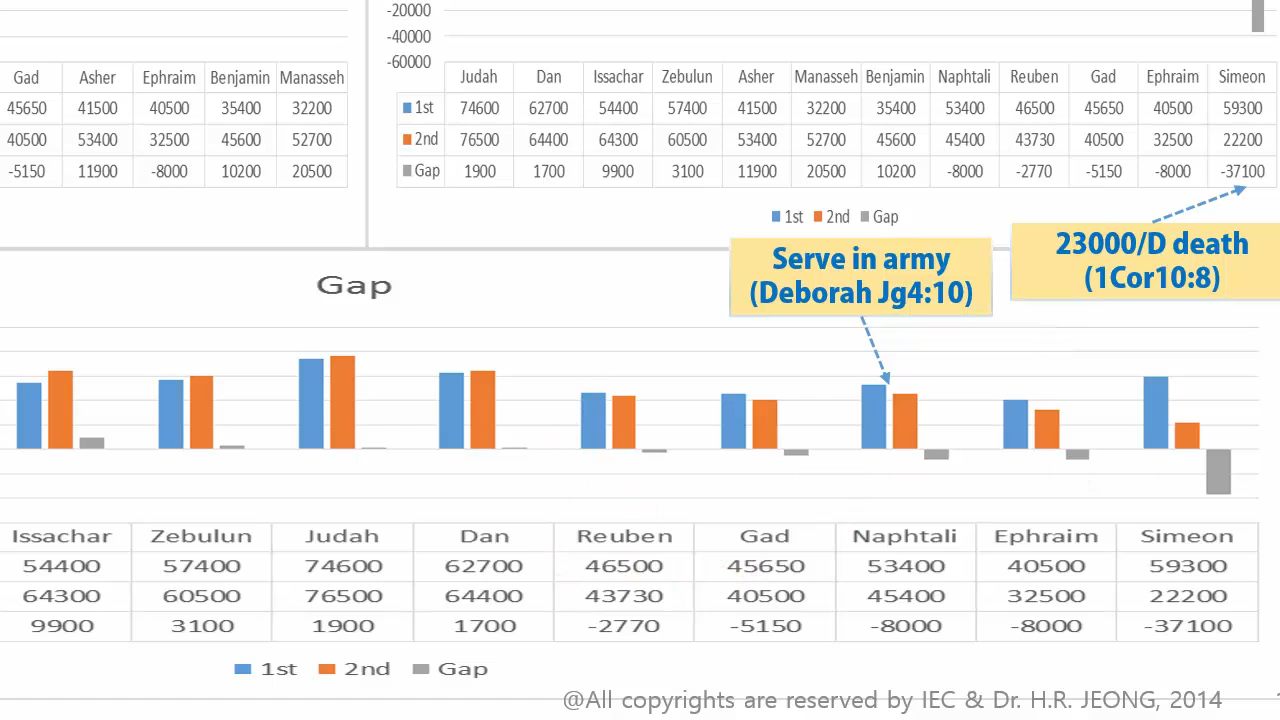 Gad Asher Ephraim Benjamin Manasseh
45650 41500 40500 35400 32200
40500 53400 32500 45600 52700
-5150 11900 -8000 10200 20500
-20000
-40000
-60000
Judah Dan Issachar Zebulun Asher Manasseh Benjamin Naphtali Reuben Gad Ephraim Simeon
1st 74600 62700 54400 57400 41500 32200 35400 53400 46500 45650 40500 59300
2nd 76500 64400 64300 60500 53400 52700 45600 45400 43730 40500 32500 22200
Gap 1900 1700 9900 3100 11900 20500 10200 -8000 -2770 -5150 -8000 -37100
1st 2nd Gap
23000/D death
(1Cor10:8)
Serve in army
(Deborah Jg4:10)
Gap
Issachar Zebulun Judah Dan Reuben Gad Naphtali Ephraim Simeon
54400 57400 74600 62700 46500 45650 53400 40500 59300
64300 60500 76500 64400 43730 40500 45400 32500 22200
9900 3100 1900 1700 -2770 -5150 -8000 -8000 -37100
1st 2nd Gap
@All copyrights are reserved by IEC & Dr. H.R. JEONG, 2014